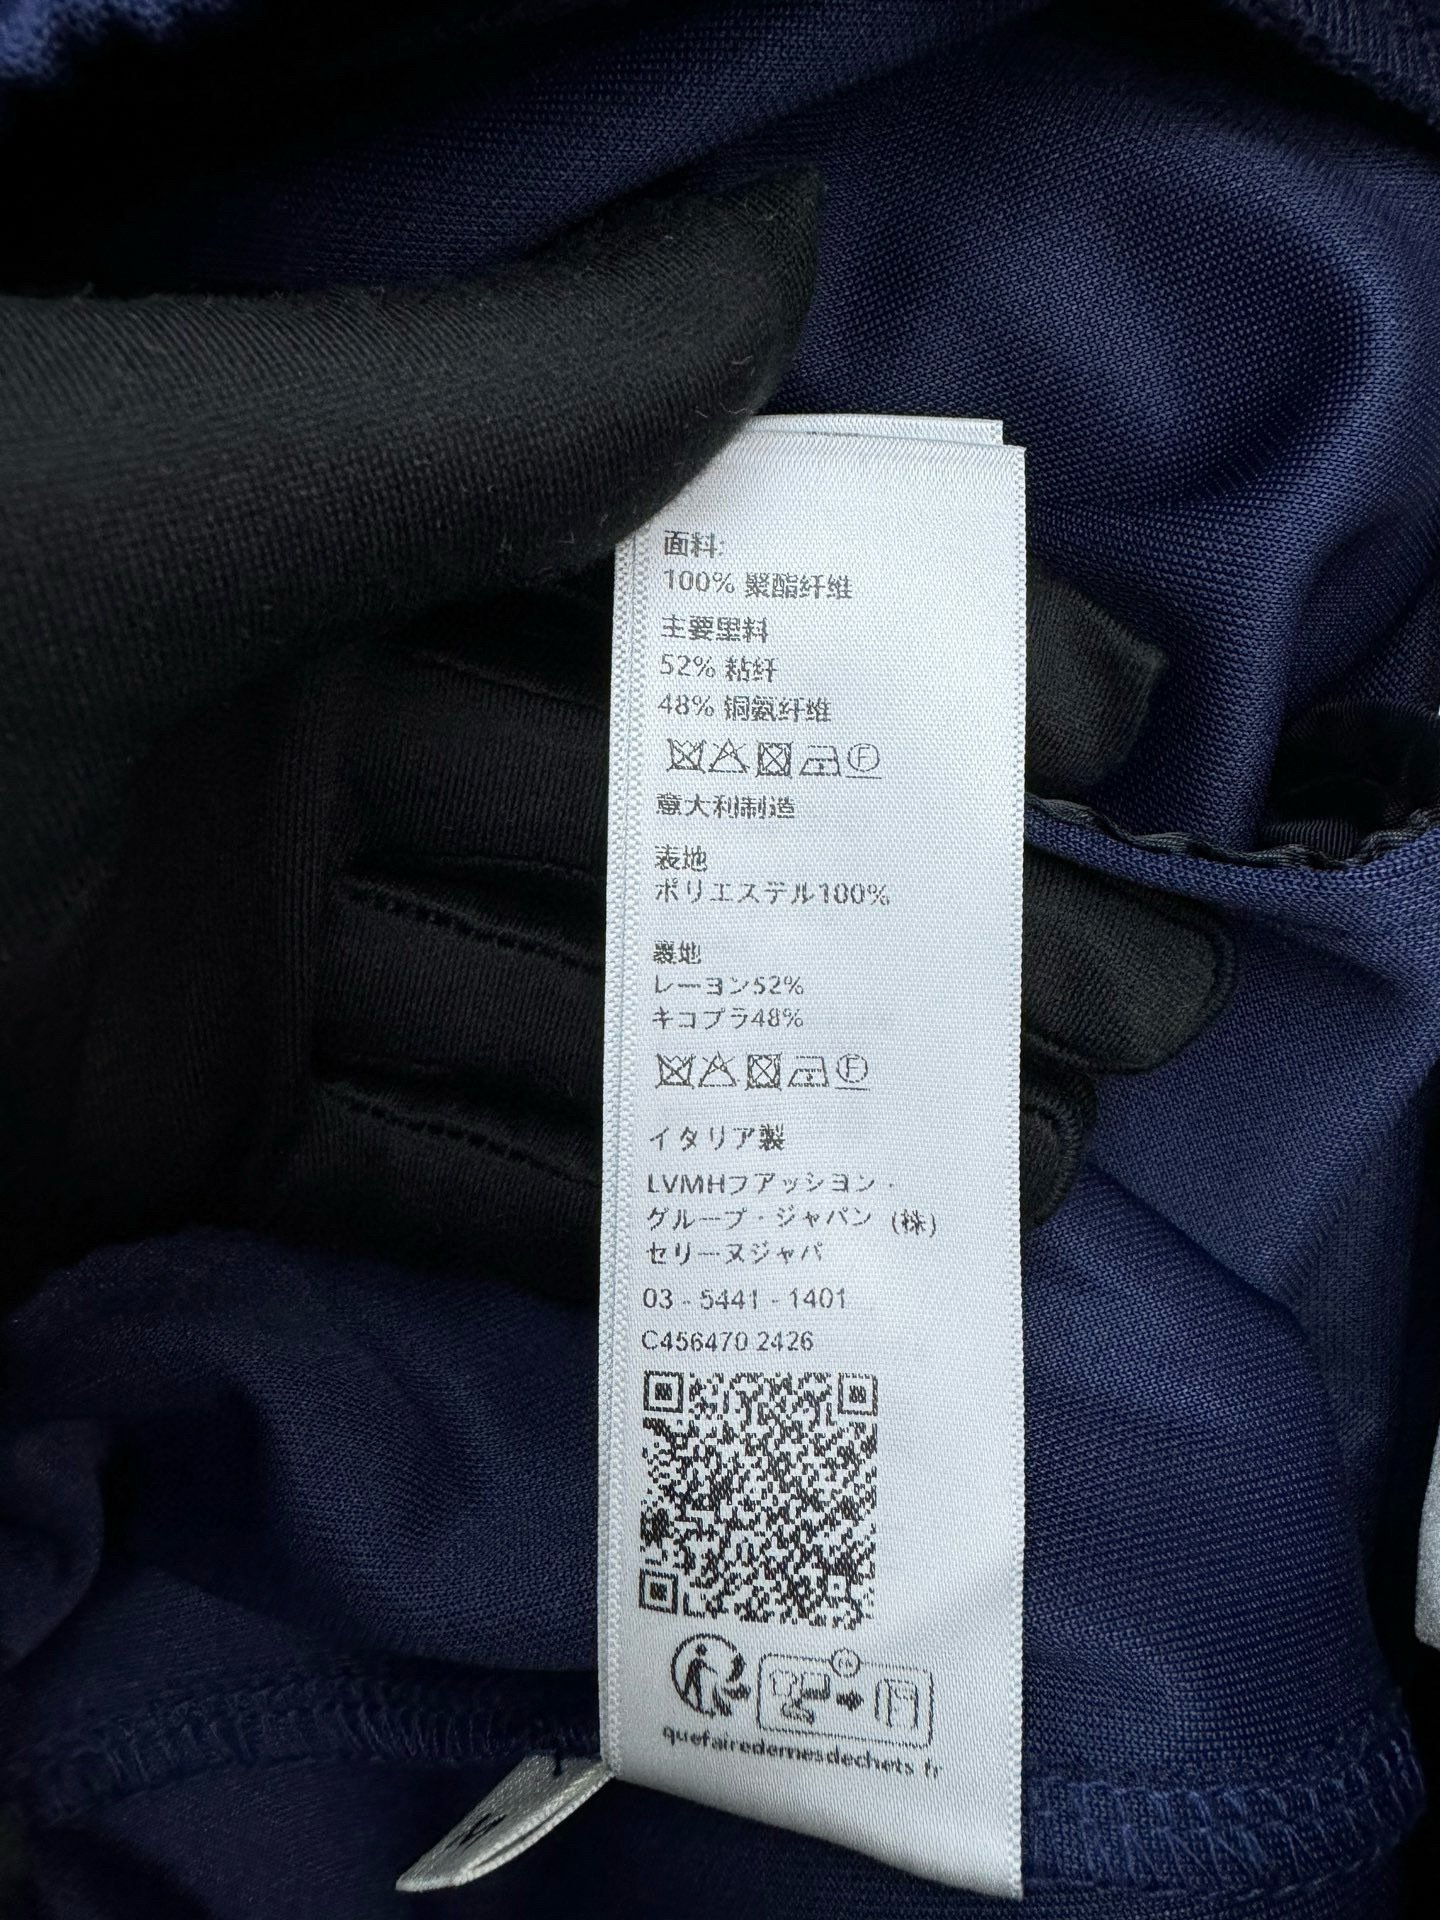 面料:
100% 聚酯纤维
主要里料
52% 粘纤
48% 铜氨纤维
意大利制造
表地
ポリエステル100%
裏地
レーヨン52%
キコプラ48%
イタリア製
LVMHファッション・
グループ・ジャパン (株)
セリーヌジャパ
03 - 5441 - 1401
C456470 2426
quefairedemesdechets.fr